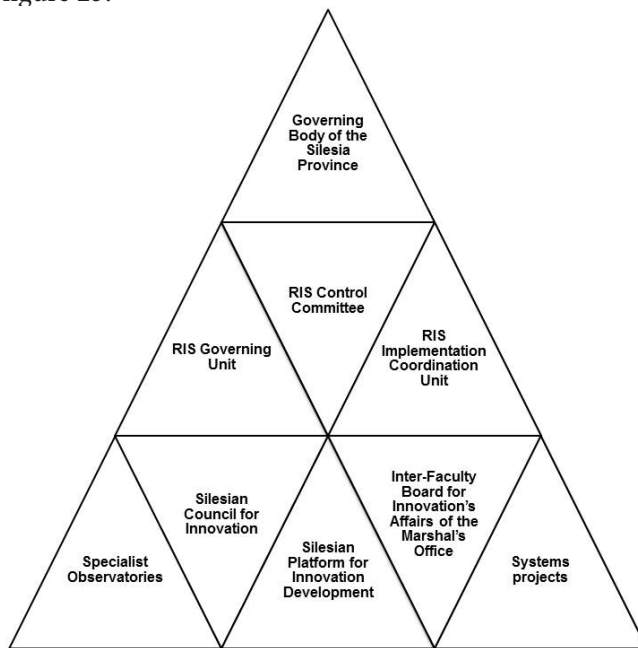 Figure 29.
Governing
Body of the
Silesia
Province
RIS Control
Committee
RIS Governing
Unit
RIS
Implementation
Coordination
Unit
Silesian
Council for
Innovation
Inter-Faculty
Board for
Innovation's
Affairs of the
Marshal's
Office
Specialist
Observatories
Silesian
Platform for
Innovation
Development
Systems
projects